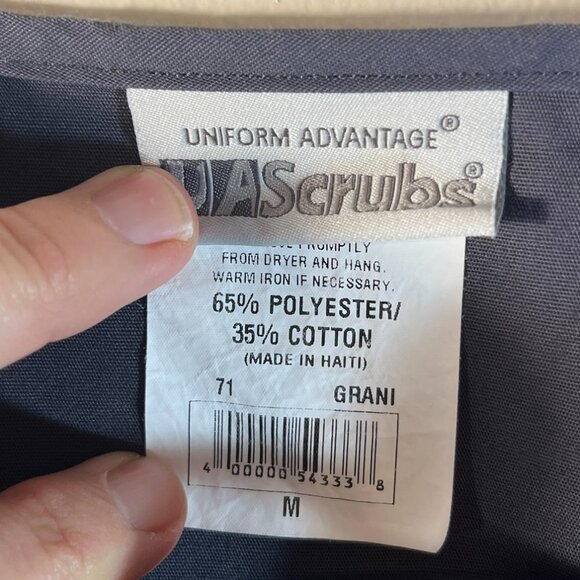 UNIFORM ADVANTAGE®
UAScrubs®
PROMPTLY
FROM DRYER AND HANG.
WARM IRON IF NECESSARY.
65% POLYESTER/
35% COTTON
(MADE IN HAITI)
71 GRANI
4 00000 54333 8
M